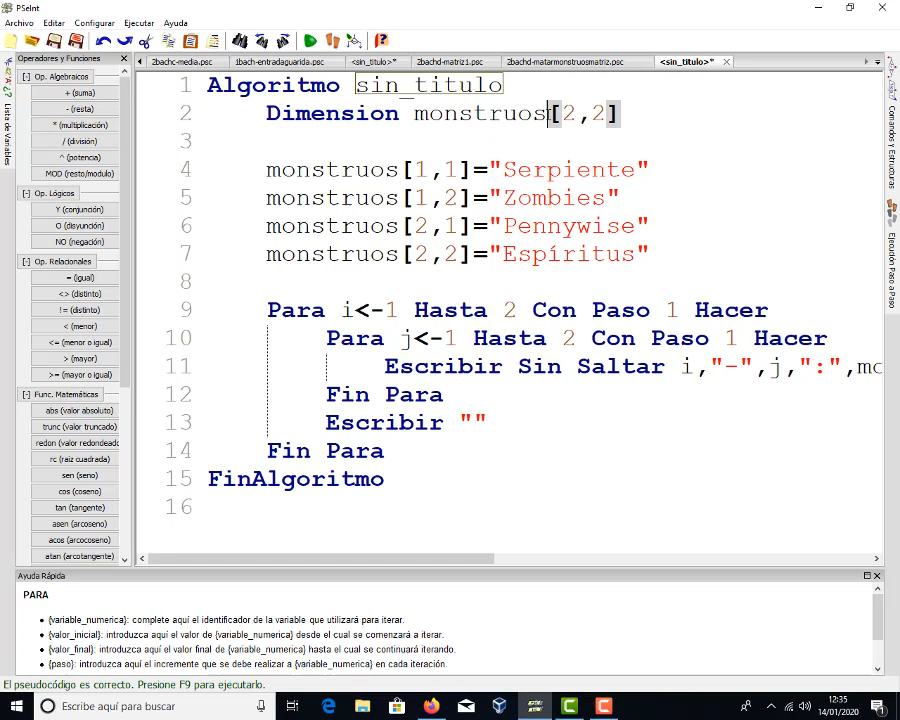 PSeInt
Archivo Editar Configurar Ejecutar Ayuda
Operadores y Funciones
2bachc-media.psc 1bach-entradaguarida.psc <sin_titulo>* 2bachd-matriz1.psc 2bachd-matarmonstruosmatriz.psc <sin_titulo>*
Lista de Variables
[-] Op. Algebraicos
+ (suma)
- (resta)
* (multiplicación)
/ (división)
^ (potencia)
MOD (resto/modulo)
[-] Op. Lógicos
Y (conjunción)
O (disyunción)
NO (negación)
[-] Op. Relacionales
= (igual)
<> (distinto)
!= (distinto)
< (menor)
<= (menor o igual)
> (mayor)
>= (mayor o igual)
[-] Func. Matemáticas
abs (valor absoluto)
trunc (valor truncado)
redon (valor redondeado
rc (raiz cuadrada)
sen (seno)
cos (coseno)
tan (tangente)
asen (arcoseno)
acos (arcocoseno)
atan (arcotangente)
1 Algoritmo sin_titulo
2 Dimension monstruos[2,2]
3
4 monstruos[1,1]="Serpiente"
5 monstruos[1,2]="Zombies"
6 monstruos[2,1]="Pennywise"
7 monstruos[2,2]="Espíritus"
8
9 Para i<-1 Hasta 2 Con Paso 1 Hacer
10 Para j<-1 Hasta 2 Con Paso 1 Hacer
11 Escribir Sin Saltar i,"-",j,":",mo
12 Fin Para
13 Escribir ""
14 Fin Para
15 FinAlgoritmo
16
Comandos y Estructuras
Ejecución Paso a Paso
Ayuda Rápida
PARA
• {variable_numerica}: complete aquí el identificador de la variable que utilizará para iterar.
• {valor_inicial}: introduzca aquí el valor de {variable_numerica} desde el cual se comenzará a iterar.
• {valor_final}: introduzca aquí el valor final de {variable_numerica} hasta el cual se continuará iterando.
• {paso}: introduzca aquí el incremento que se debe realizar a {variable_numerica} en cada iteración.
El pseudocódigo es correcto. Presione F9 para ejecutarlo.
Escribe aquí para buscar
12:35
14/01/2020